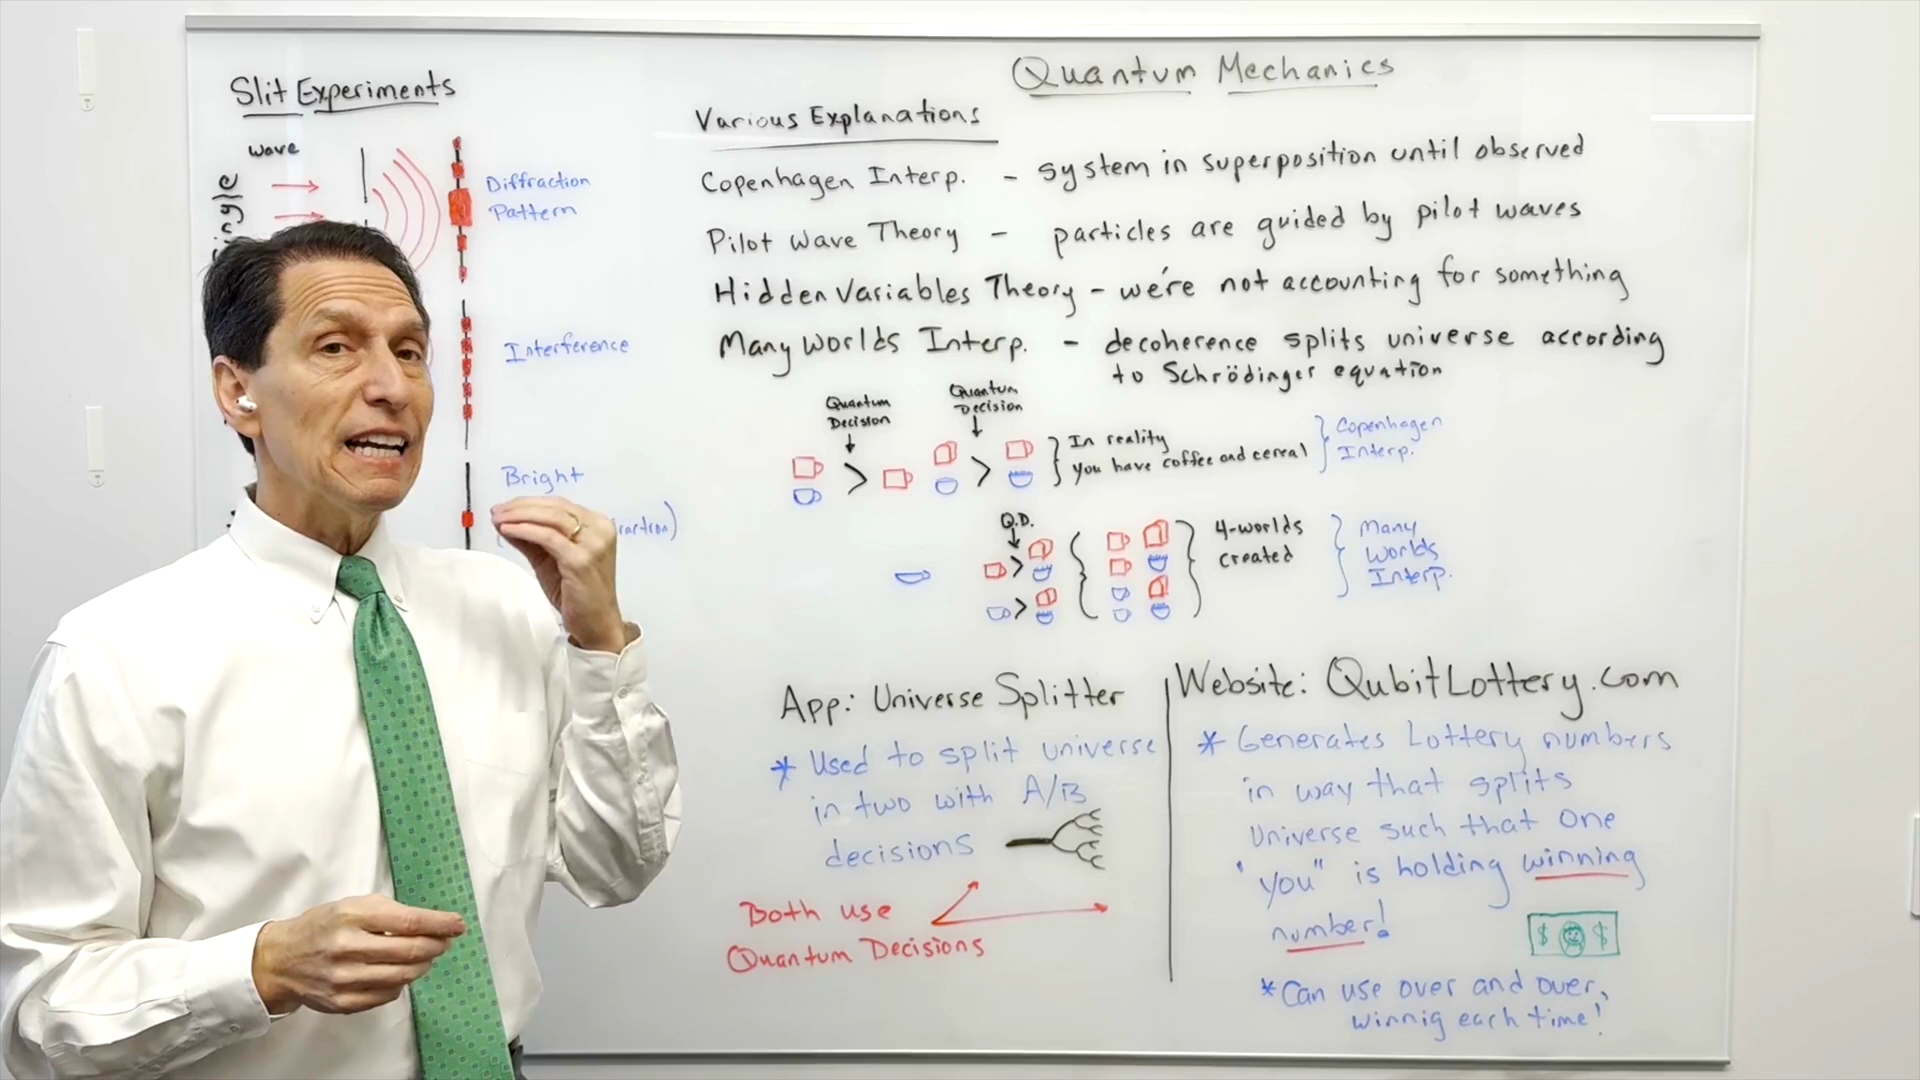 Quantum Mechanics
Slit Experiments
wave
Diffraction
Pattern
Interference
Bright
Various Explanations
Copenhagen Interp. - system in superposition until observed
Pilot Wave Theory - particles are guided by pilot waves
Hidden Variables Theory - we're not accounting for something
Many Worlds Interp. - decoherence splits universe according
to Schrödinger equation
Quantum
Decision
Quantum
Decision
In reality
you have coffee and cereal
Copenhagen
Interp.
Q.D.
4-worlds
created
Many
Worlds
Interp.
App: Universe Splitter
* Used to split universe
in two with A/B
decisions
Both use
Quantum Decisions
Website: QubitLottery.com
* Generates Lottery numbers
in way that splits
Universe such that one
"you" is holding winning
number!
$ $
* Can use over and over,
winnig each time!